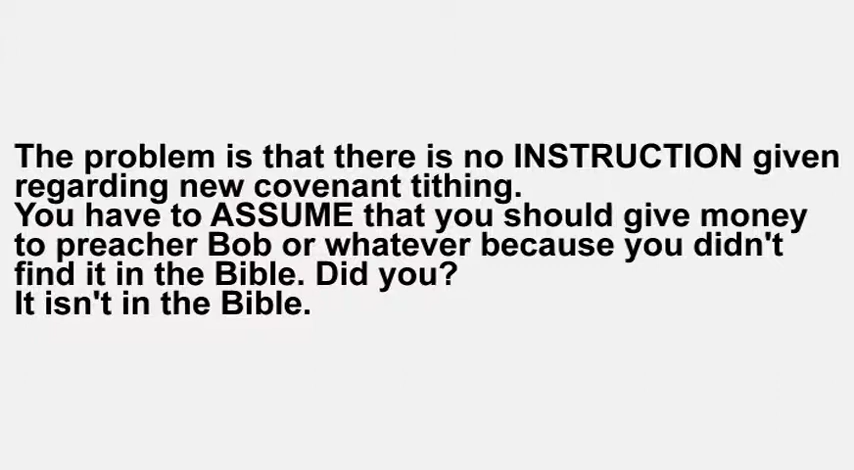 The problem is that there is no INSTRUCTION given
regarding new covenant tithing.
You have to ASSUME that you should give money
to preacher Bob or whatever because you didn't
find it in the Bible. Did you?
It isn't in the Bible.